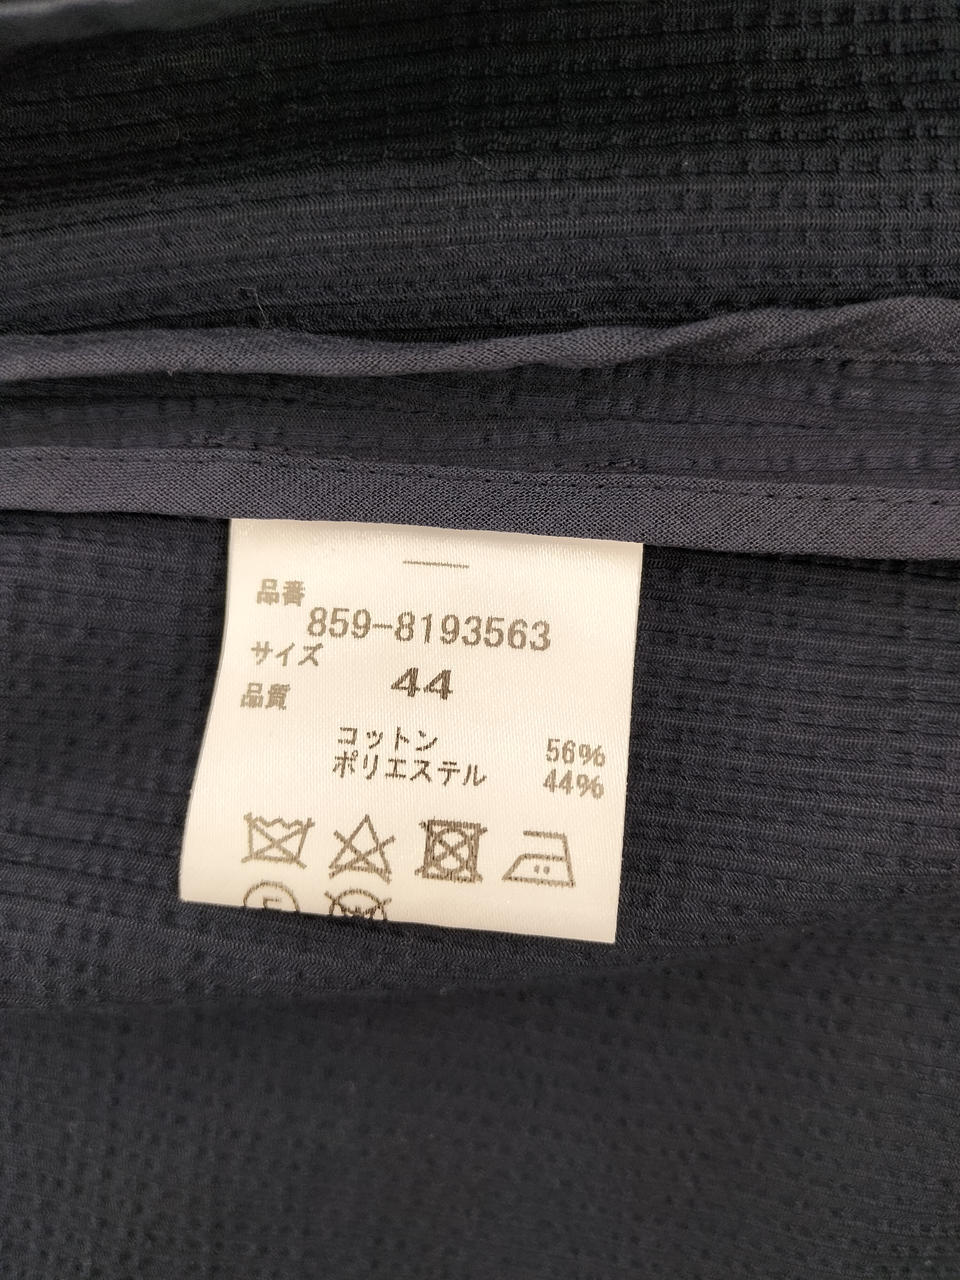 品番
859-8193563
サイズ
44
品質
コットン 56%
ポリエステル 44%